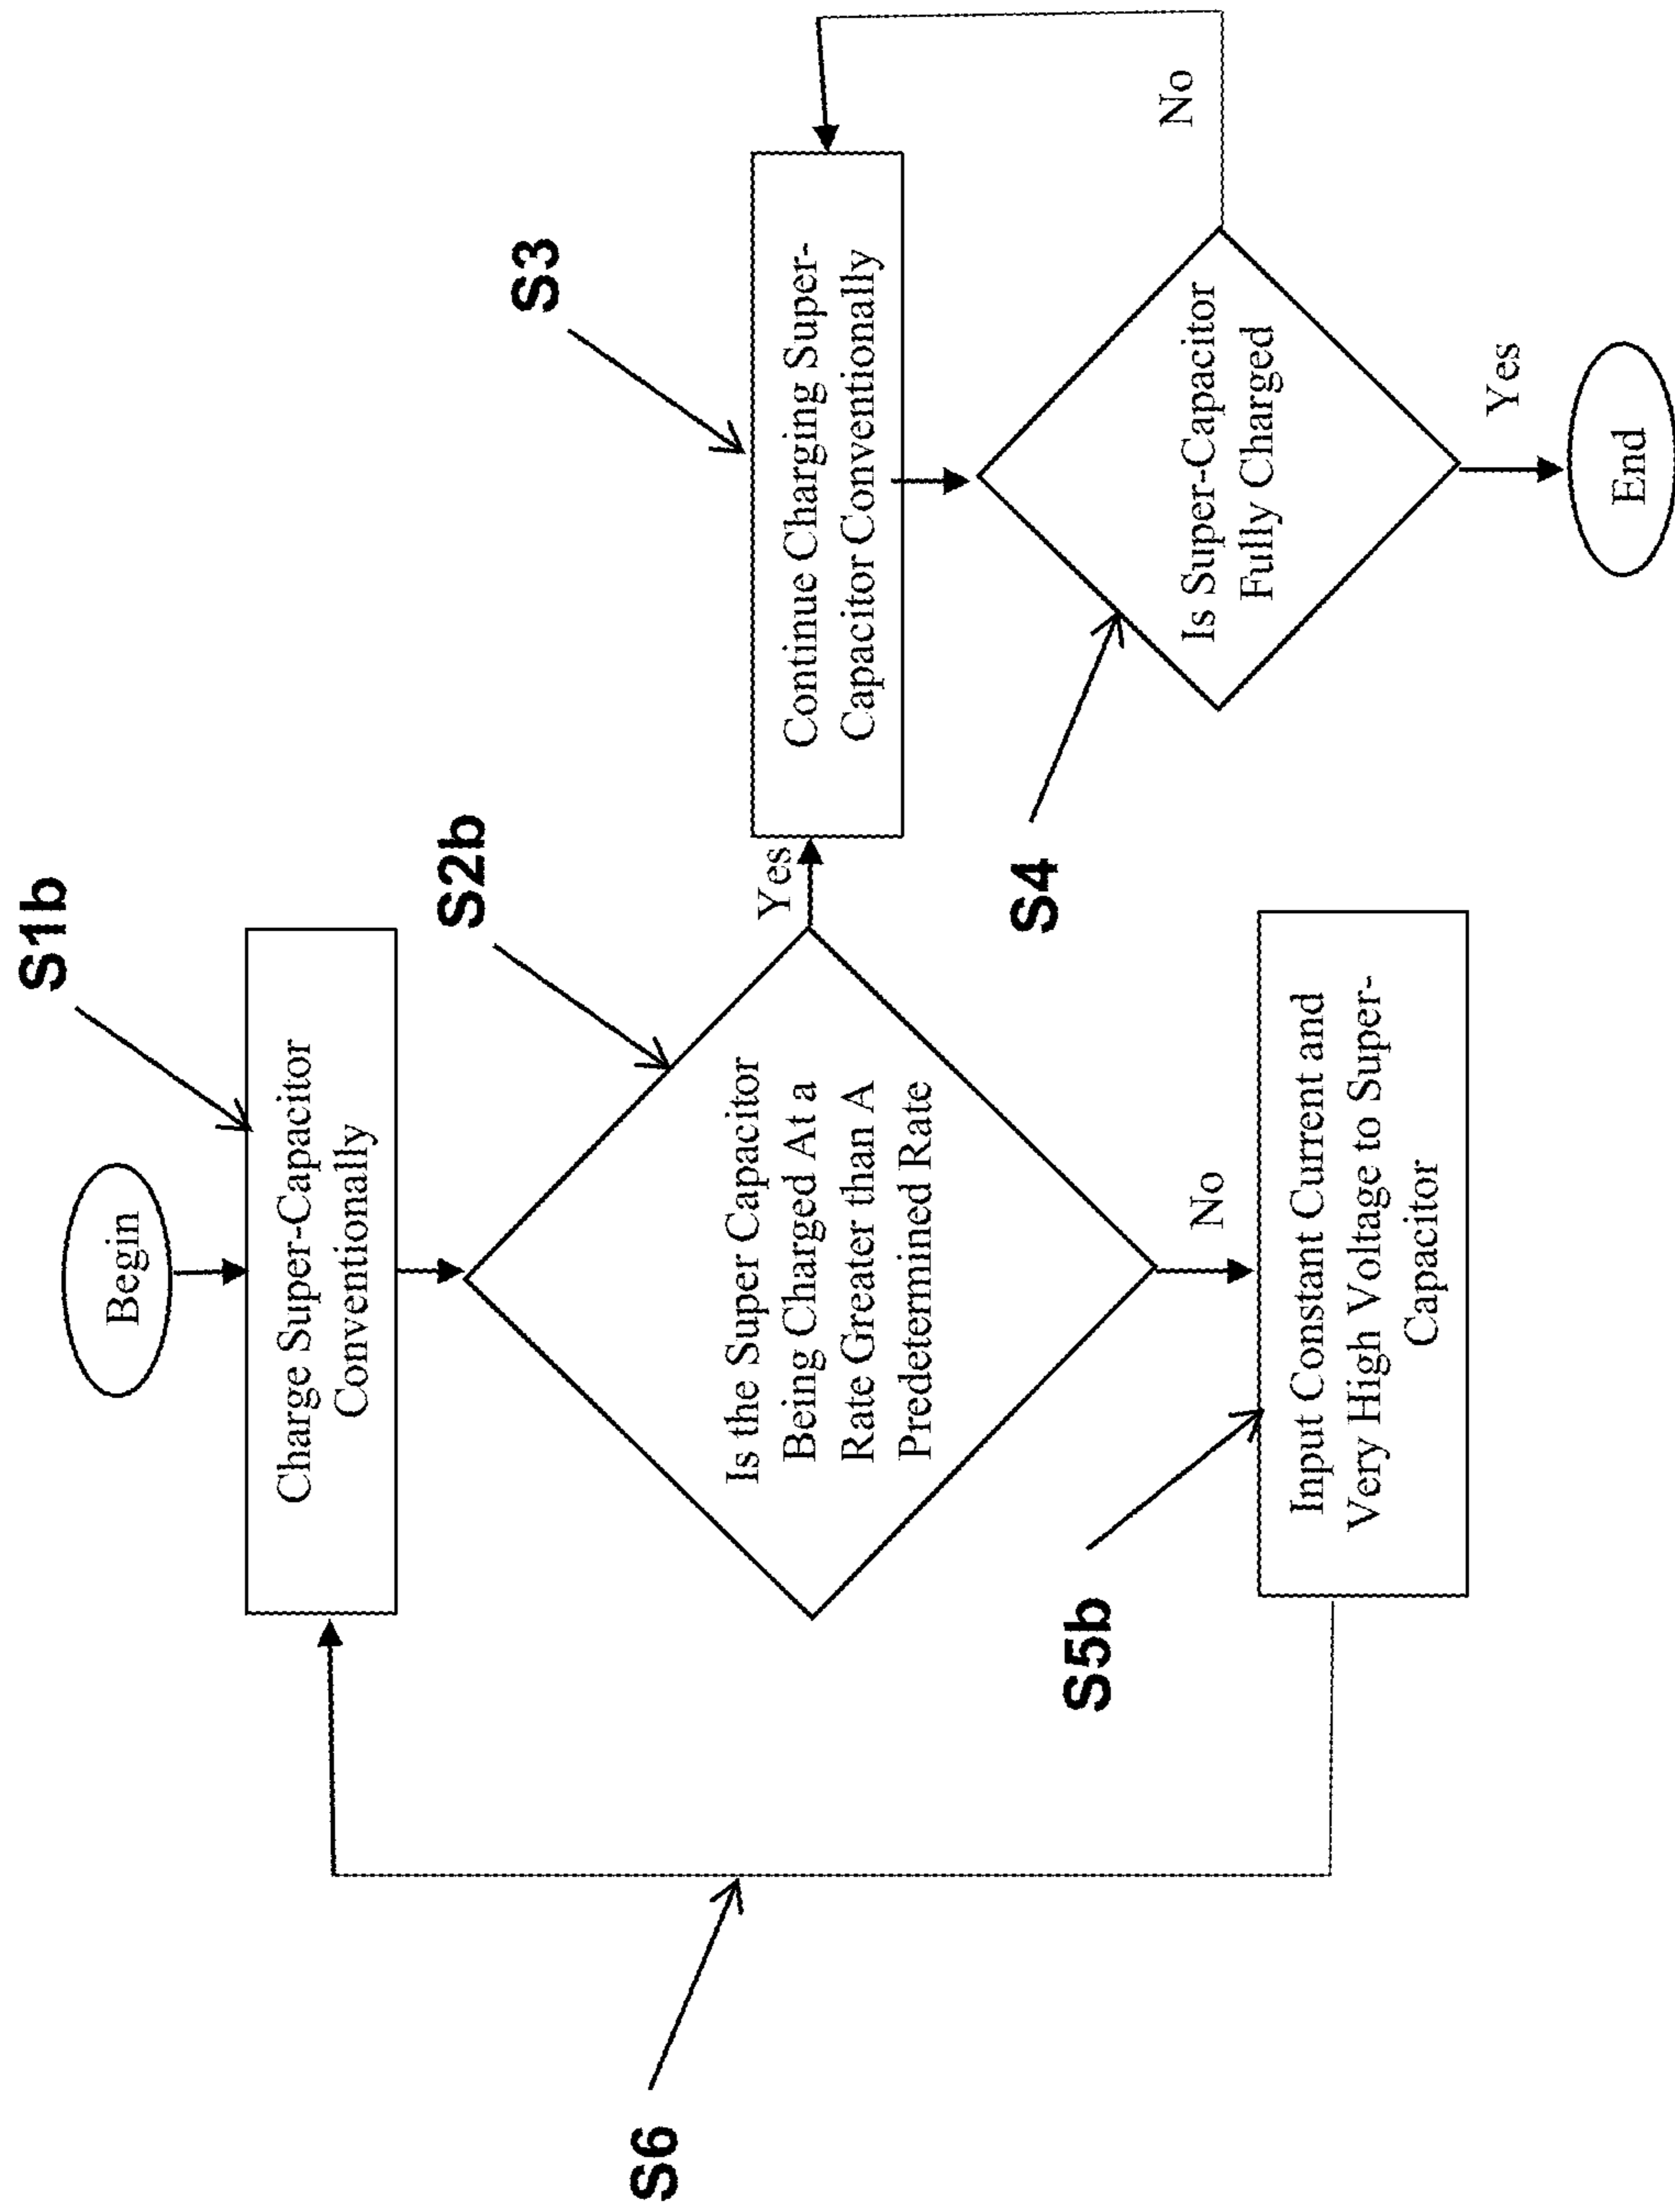 Begin
S1b
Charge Super-Capacitor
Conventionally
S2b
Is the Super Capacitor
Being Charged At a
Rate Greater than A
Predetermined Rate
Yes
No
S3
Continue Charging Super-
Capacitor Conventionally
S4
Is Super-Capacitor
Fully Charged
No
Yes
End
S5b
Input Constant Current and
Very High Voltage to Super-
Capacitor
S6